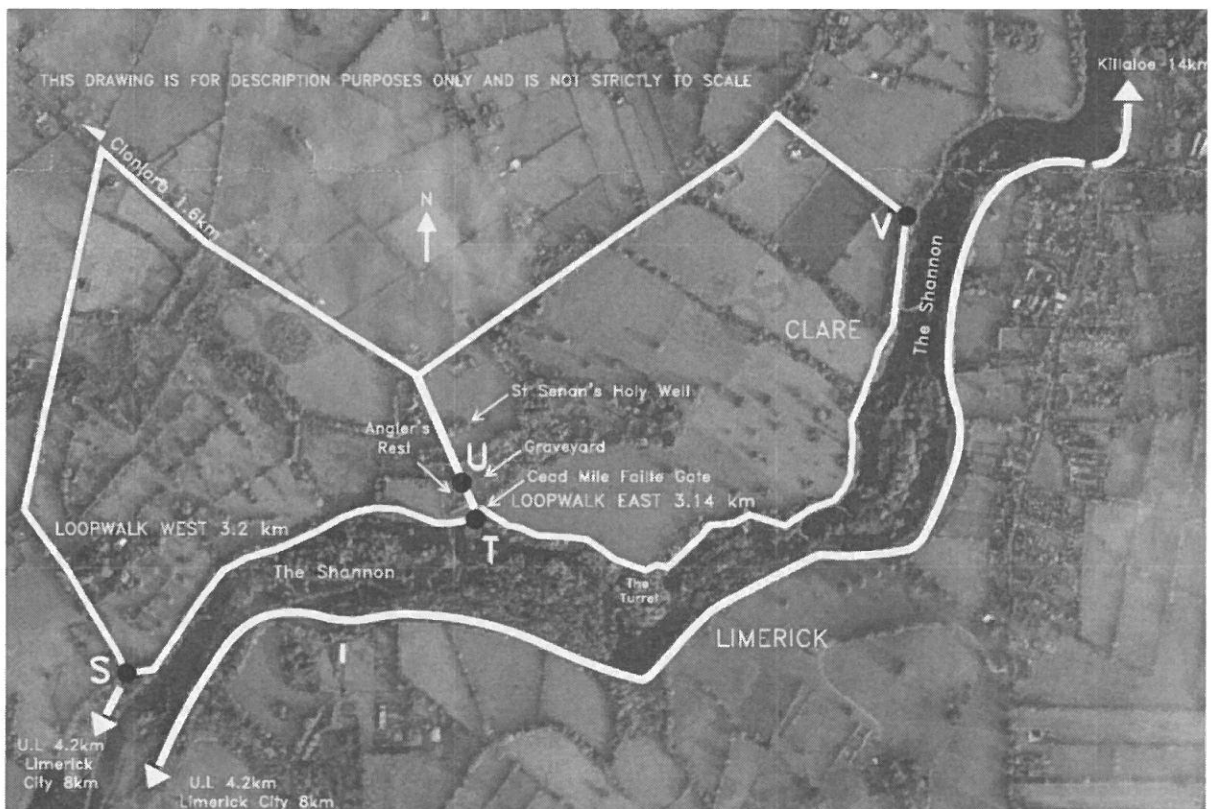 Killaloe 14km
THIS DRAWING IS FOR DESCRIPTION PURPOSES ONLY AND IS NOT STRICTLY TO SCALE
Clonlara 1.6km
N
V
The Shannon
CLARE
St Senan's Holy Well
Angler's
Rest
U
Graveyard
Cead Mile Failte Gate
LOOPWALK EAST 3.14 km
LOOPWALK WEST 3.2 km
T
The Shannon
The
Turret
LIMERICK
S
U.L 4.2km
Limerick
City 8km
U.L 4.2km
Limerick City 8km